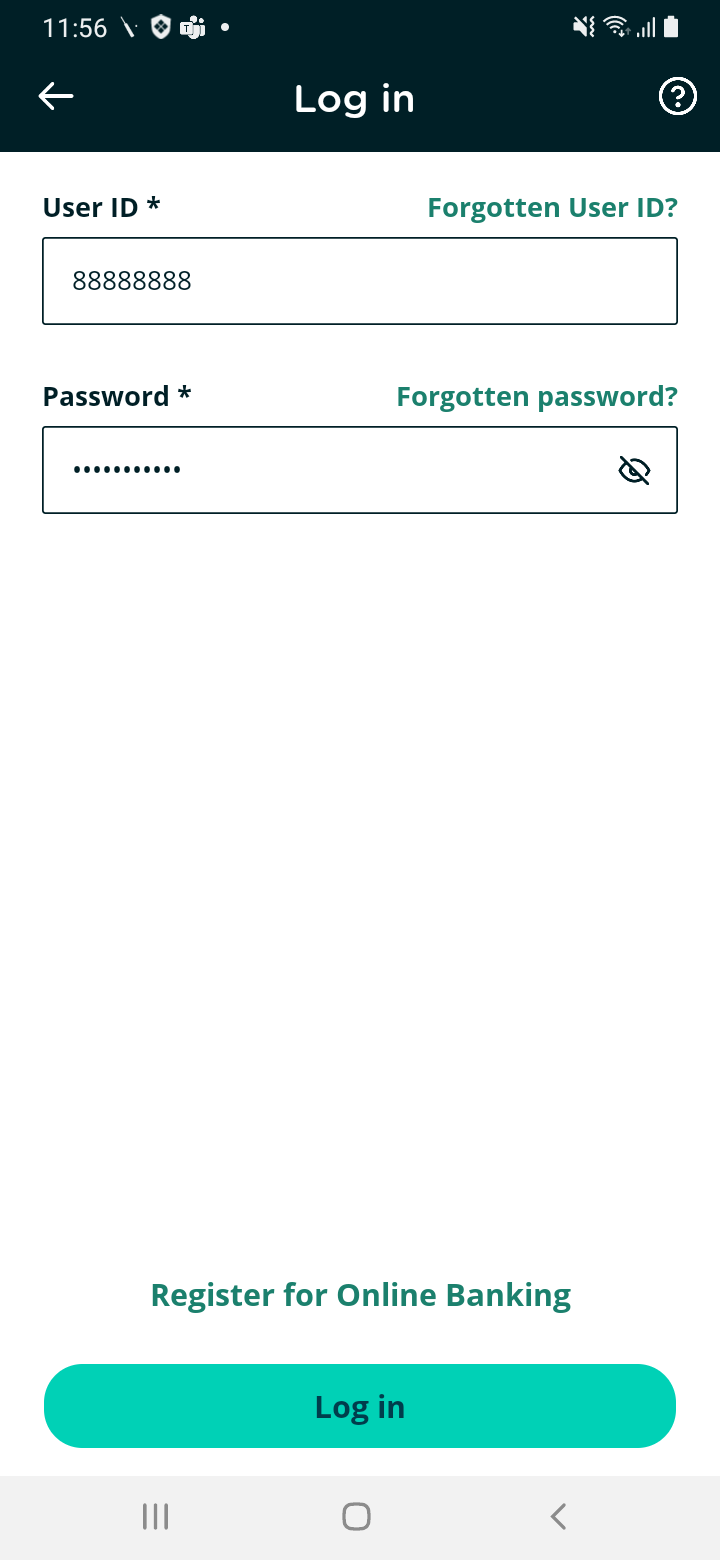 11:56
Log in
User ID *
Forgotten User ID?
88888888
Password *
Forgotten password?
•••••••••••
Register for Online Banking
Log in